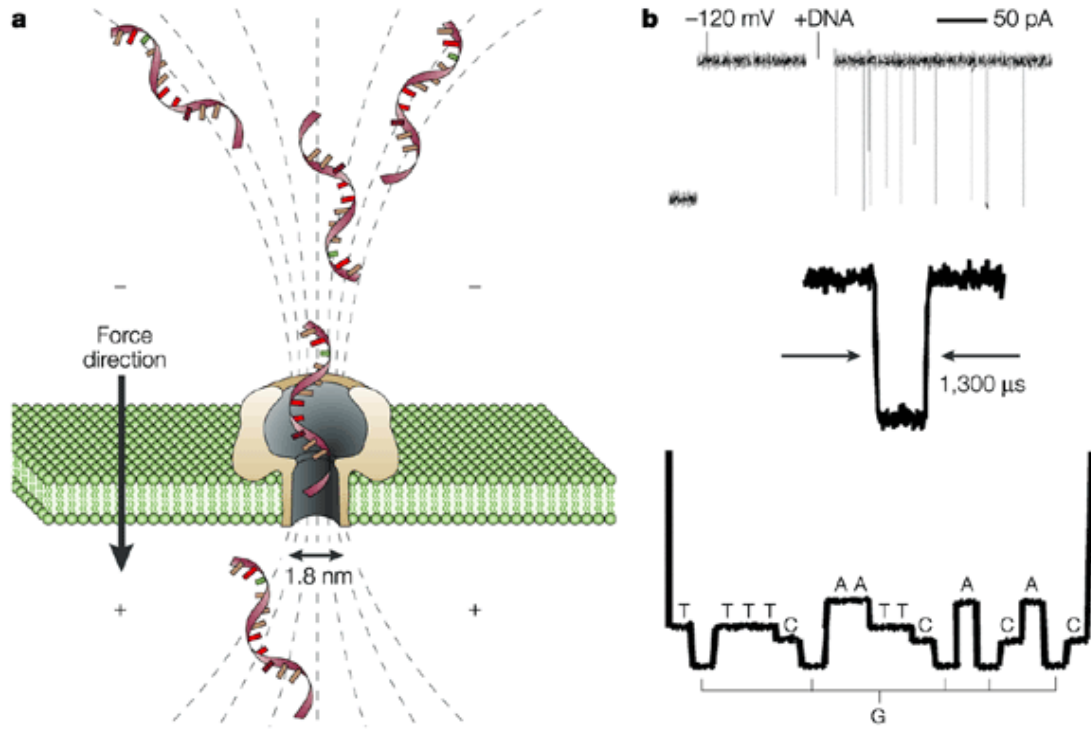 a
− −
Force
direction
1.8 nm
+ +
b
−120 mV +DNA 50 pA
1,300 µs
T T T T C A A T T C A C A C
G